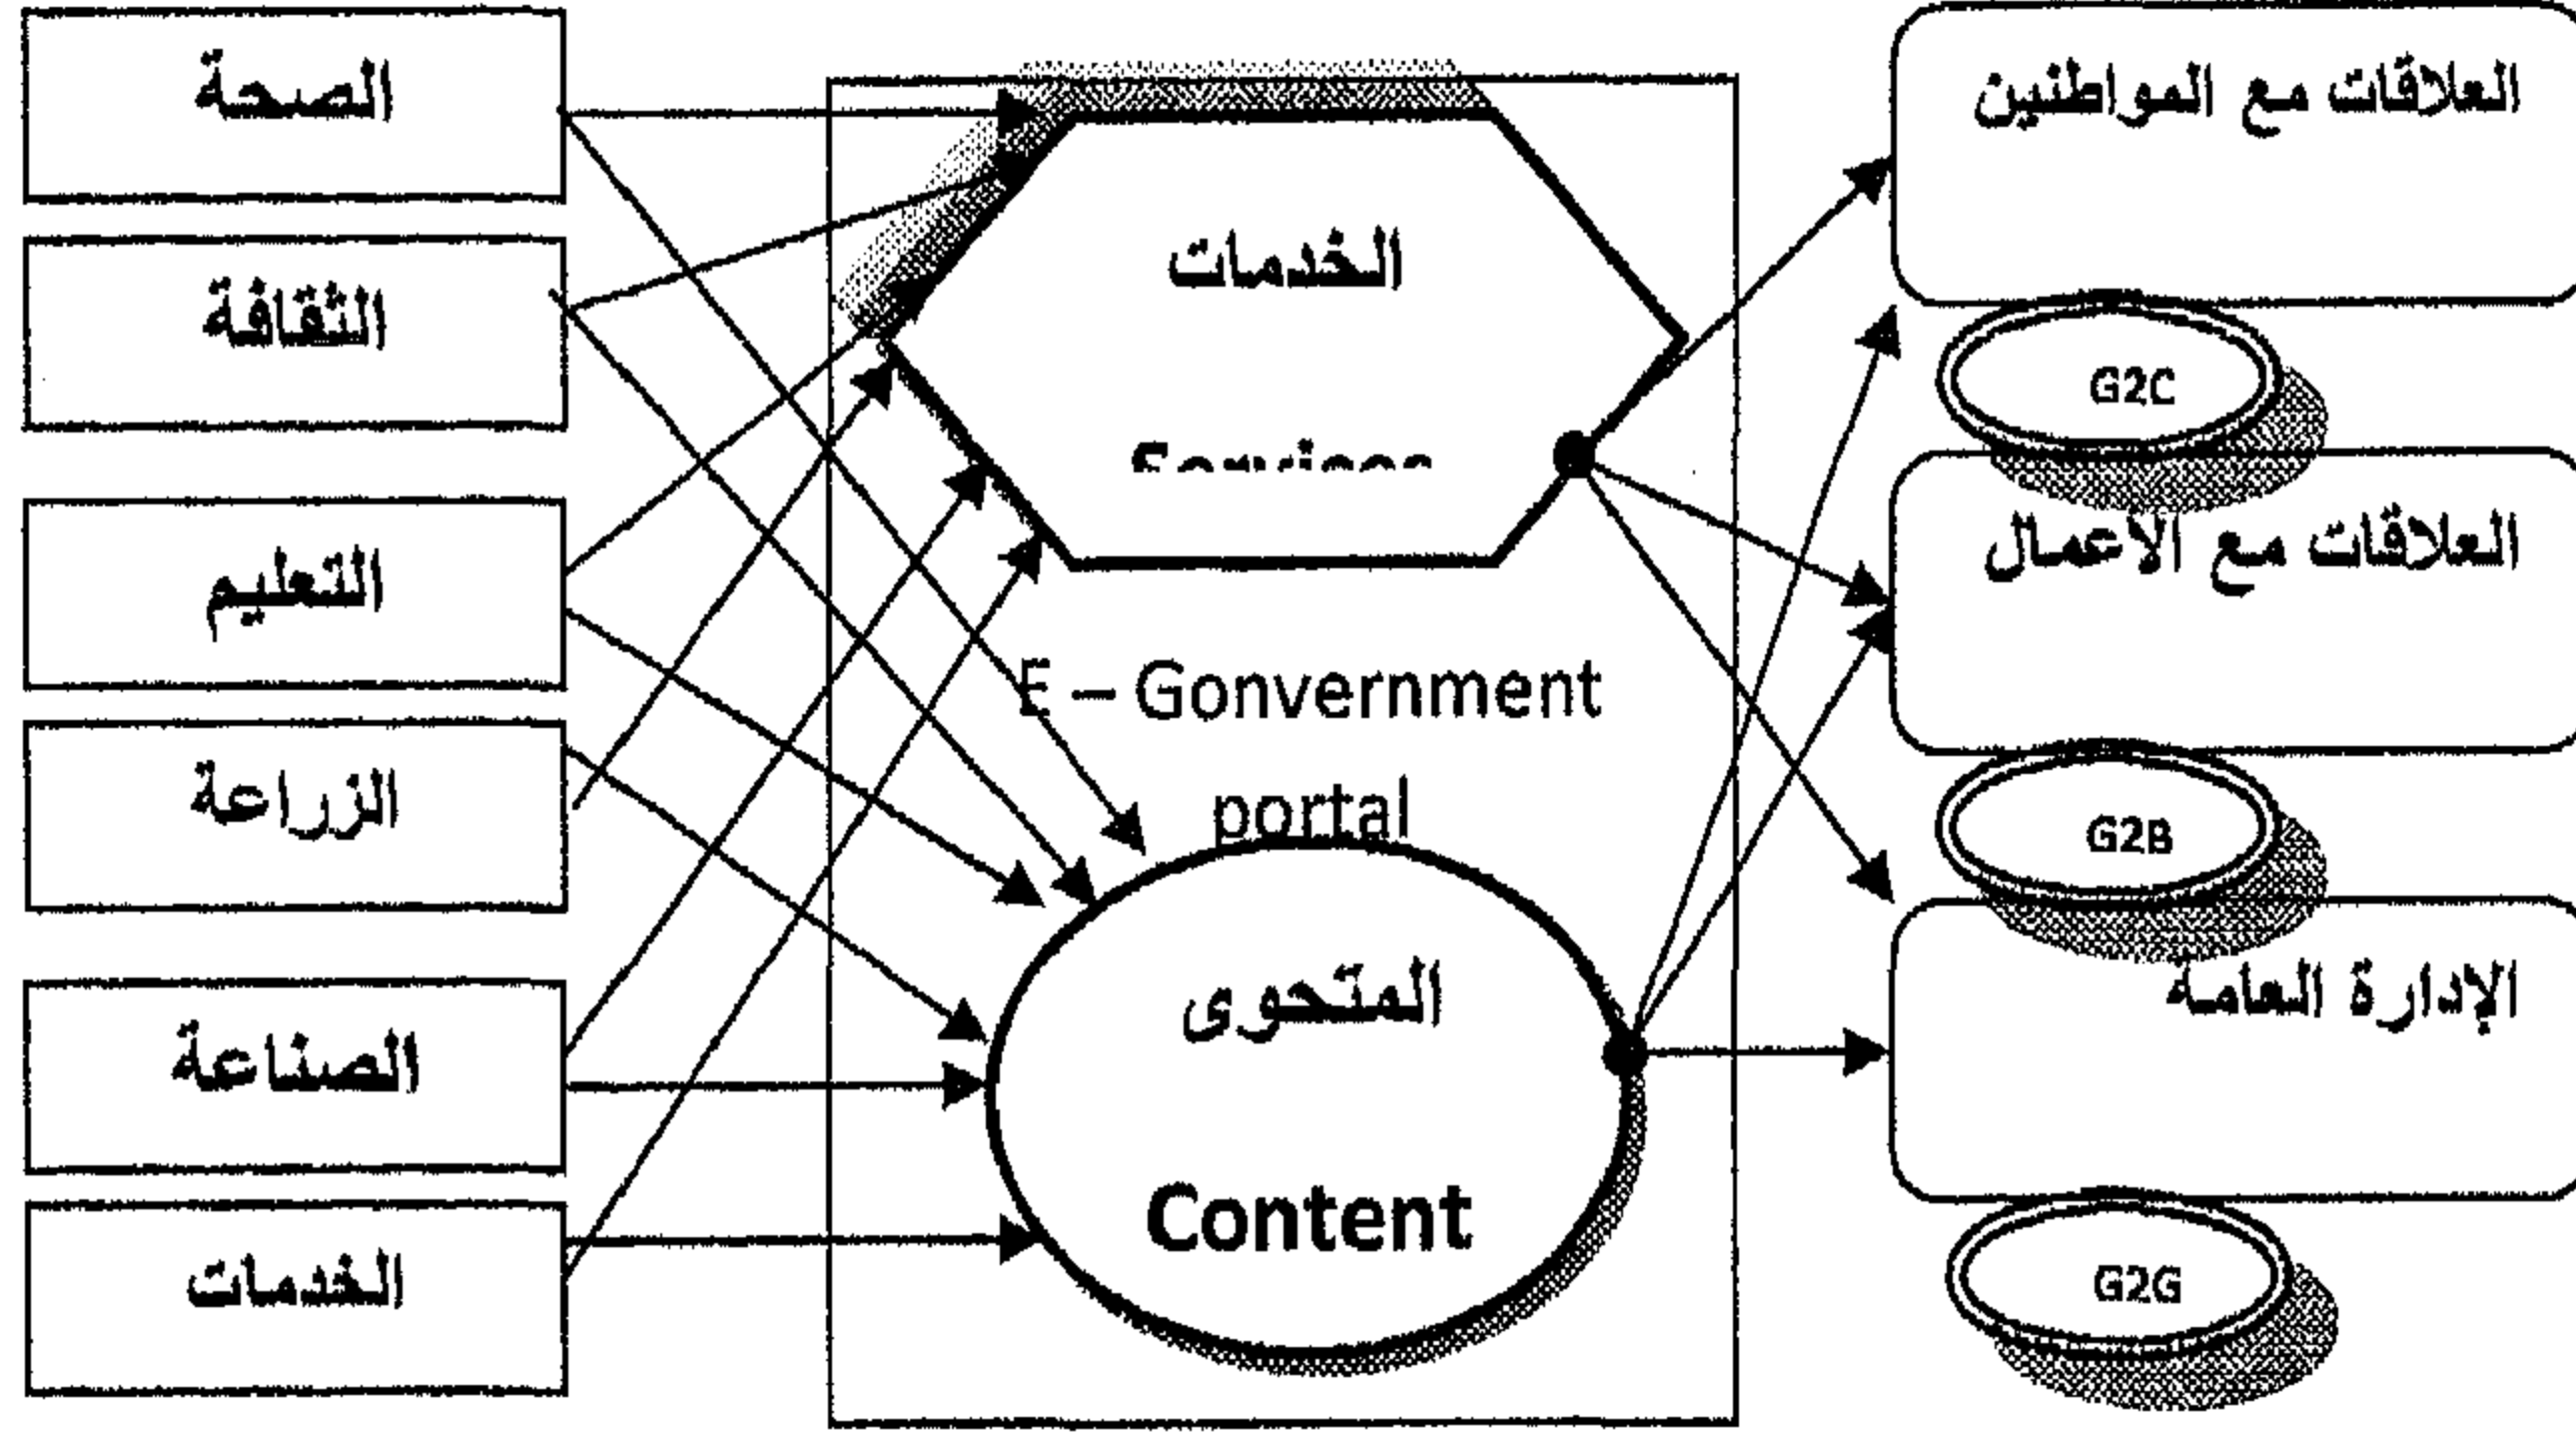 الصحة
الثقافة
التعليم
الزراعة
الصناعة
الخدمات
الخدمات
Services
E – Gonvernment
portal
المتحوى
Content
العلاقات مع المواطنين
G2C
العلاقات مع الاعمال
G2B
الإدارة العامة
G2G